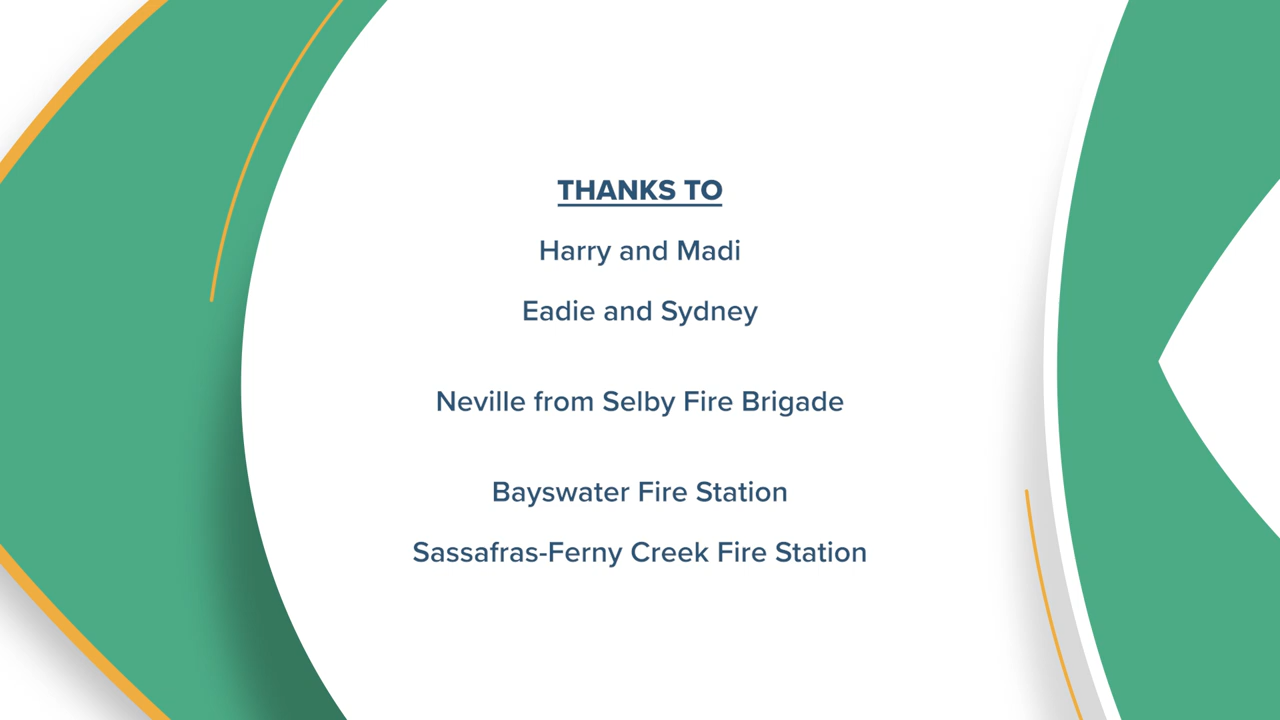 THANKS TO
Harry and Madi
Eadie and Sydney
Neville from Selby Fire Brigade
Bayswater Fire Station
Sassafras-Ferny Creek Fire Station